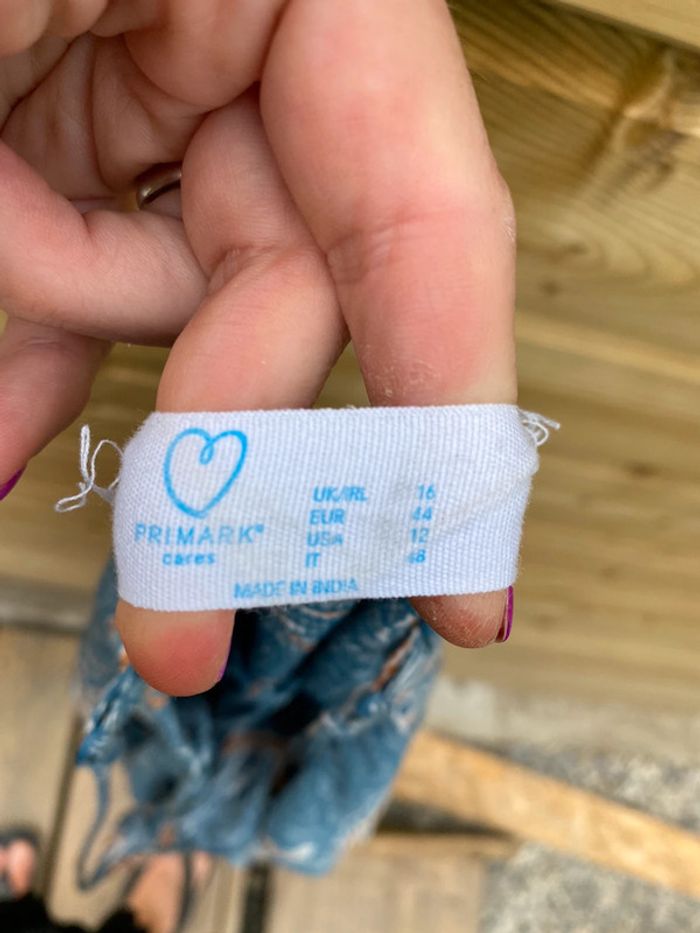 PRIMARK®
cares
UK/IRL 16
EUR 44
USA 12
IT 48
MADE IN INDIA